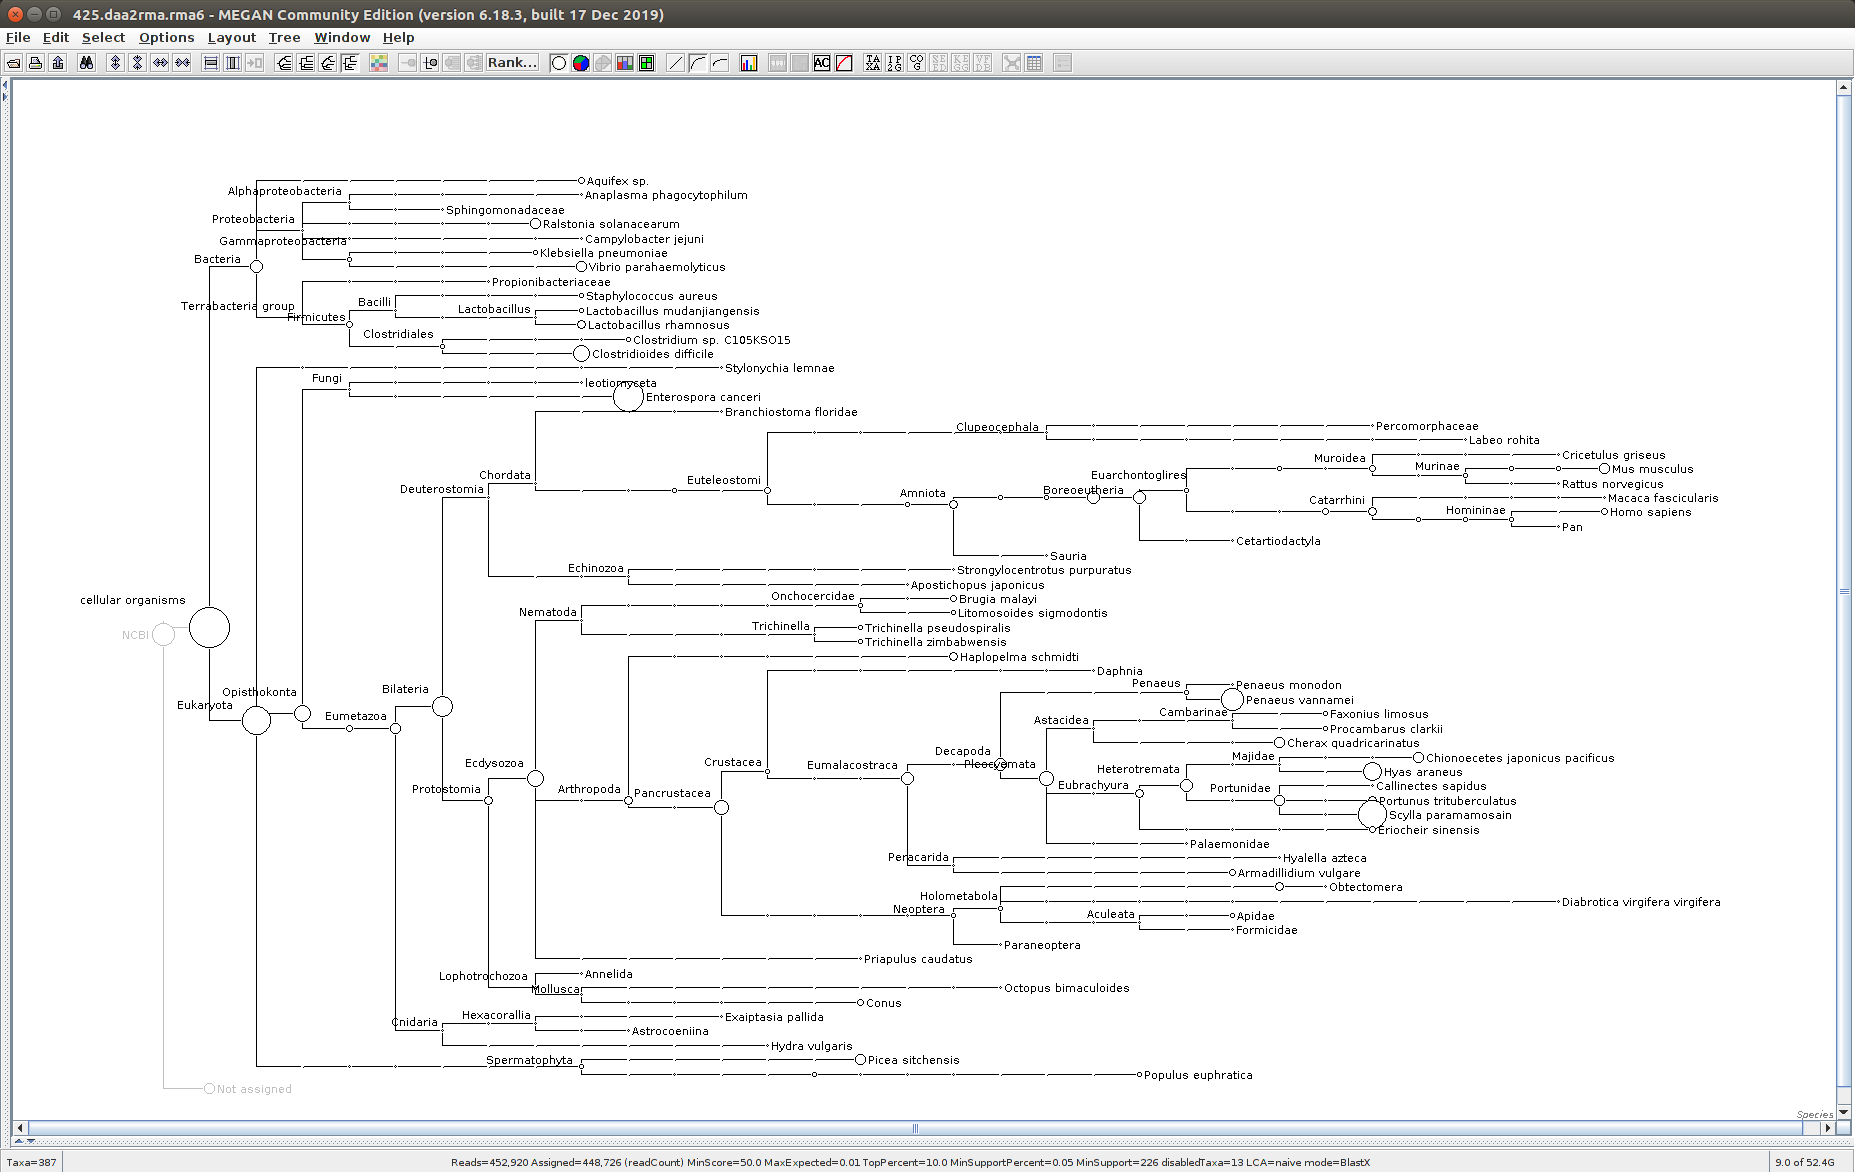 425.daa2rma.rma6 - MEGAN Community Edition (version 6.18.3, built 17 Dec 2019)
File Edit Select Options Layout Tree Window Help
Rank...
AC
TA XA
IP 2G
CO G
SE ED
KE GG
VF DB
Aquifex sp.
Alphaproteobacteria
Anaplasma phagocytophilum
Sphingomonadaceae
Proteobacteria
Ralstonia solanacearum
Gammaproteobacteria
Campylobacter jejuni
Klebsiella pneumoniae
Bacteria
Vibrio parahaemolyticus
Propionibacteriaceae
Terrabacteria group
Bacilli
Staphylococcus aureus
Lactobacillus
Lactobacillus mudanjiangensis
Firmicutes
Lactobacillus rhamnosus
Clostridiales
Clostridium sp. C105KSO15
Clostridioides difficile
Stylonychia lemnae
Fungi
leotiomyceta
Enterospora canceri
Branchiostoma floridae
Clupeocephala
Percomorphaceae
Labeo rohita
Muroidea
Cricetulus griseus
Chordata
Euarchontoglires
Murinae
Mus musculus
Euteleostomi
Rattus norvegicus
Deuterostomia
Amniota
Boreoeutheria
Catarrhini
Macaca fascicularis
Homininae
Homo sapiens
Pan
Cetartiodactyla
Sauria
Echinozoa
Strongylocentrotus purpuratus
Apostichopus japonicus
cellular organisms
Onchocercidae
Brugia malayi
Nematoda
Litomosoides sigmodontis
NCBI
Trichinella
Trichinella pseudospiralis
Trichinella zimbabwensis
Haplopelma schmidti
Daphnia
Penaeus
Penaeus monodon
Opisthokonta
Bilateria
Penaeus vannamei
Eukaryota
Eumetazoa
Cambarinae
Faxonius limosus
Astacidea
Procambarus clarkii
Cherax quadricarinatus
Decapoda
Majidae
Chionoecetes japonicus pacificus
Ecdysozoa
Crustacea
Eumalacostraca
Pleocyemata
Heterotremata
Hyas araneus
Protostomia
Arthropoda
Pancrustacea
Eubrachyura
Portunidae
Callinectes sapidus
Portunus trituberculatus
Scylla paramamosain
Eriocheir sinensis
Palaemonidae
Peracarida
Hyalella azteca
Armadillidium vulgare
Holometabola
Obtectomera
Diabrotica virgifera virgifera
Neoptera
Aculeata
Apidae
Formicidae
Paraneoptera
Priapulus caudatus
Lophotrochozoa
Annelida
Mollusca
Octopus bimaculoides
Conus
Cnidaria
Hexacorallia
Exaiptasia pallida
Astrocoeniina
Hydra vulgaris
Spermatophyta
Picea sitchensis
Populus euphratica
Not assigned
Species
Taxa=387
Reads=452,920 Assigned=448,726 (readCount) MinScore=50.0 MaxExpected=0.01 TopPercent=10.0 MinSupportPercent=0.05 MinSupport=226 disabledTaxa=13 LCA=naive mode=BlastX
9.0 of 52.4G